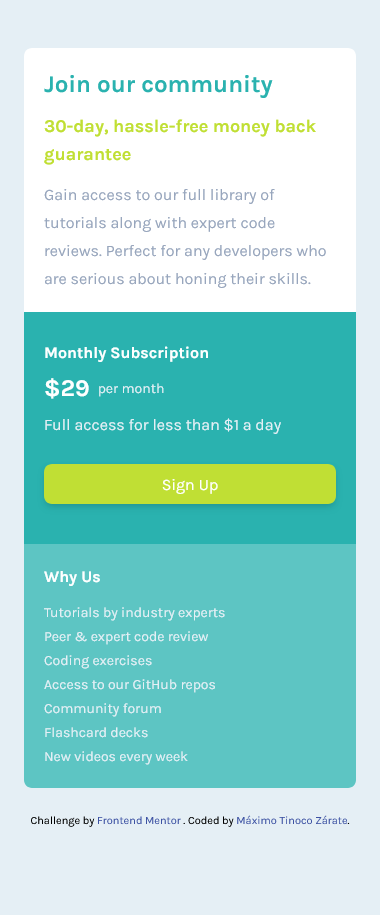 Join our community
30-day, hassle-free money back
guarantee
Gain access to our full library of
tutorials along with expert code
reviews. Perfect for any developers who
are serious about honing their skills.
Monthly Subscription
$29 per month
Full access for less than $1 a day
Sign Up
Why Us
Tutorials by industry experts
Peer & expert code review
Coding exercises
Access to our GitHub repos
Community forum
Flashcard decks
New videos every week
Challenge by Frontend Mentor . Coded by Máximo Tinoco Zárate.